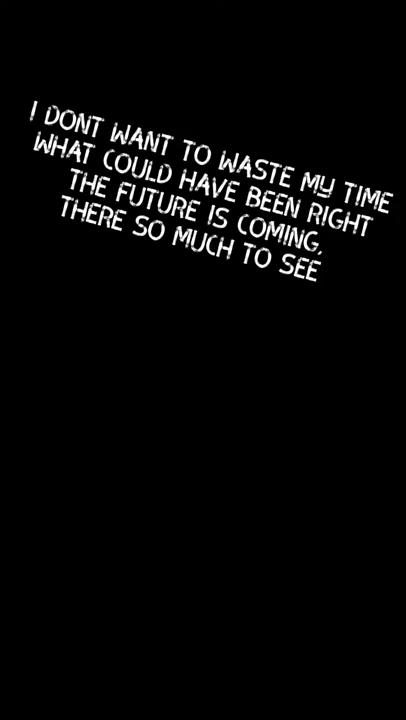 I DONT WANT TO WASTE MY TIME
WHAT COULD HAVE BEEN RIGHT
THE FUTURE IS COMING,
THERE SO MUCH TO SEE